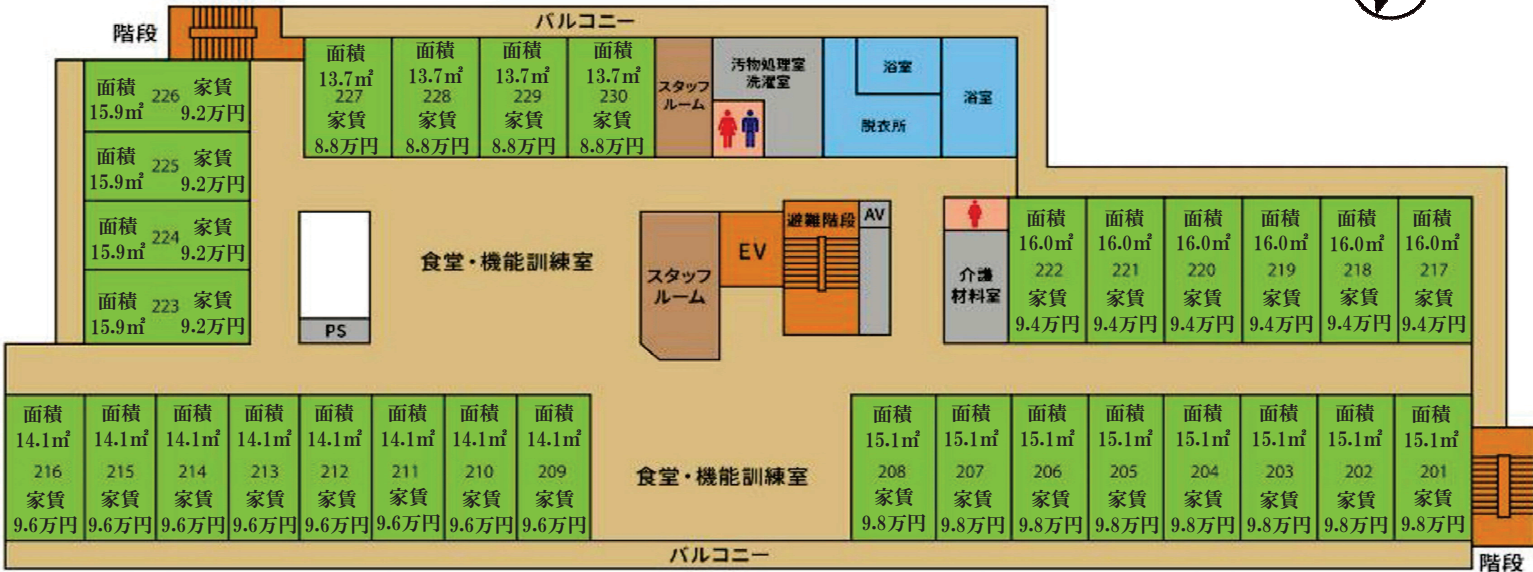 バルコニー
階段
面積
13.7㎡
227
家賃
8.8万円
面積
13.7㎡
228
家賃
8.8万円
面積
13.7㎡
229
家賃
8.8万円
面積
13.7㎡
230
家賃
8.8万円
スタッフ
ルーム
汚物処理室
洗濯室
浴室
脱衣所
浴室
面積
15.9㎡
226
家賃
9.2万円
面積
15.9㎡
225
家賃
9.2万円
面積
15.9㎡
224
家賃
9.2万円
面積
15.9㎡
223
家賃
9.2万円
PS
食堂・機能訓練室
スタッフ
ルーム
EV
避難階段
AV
介護
材料室
面積
16.0㎡
222
家賃
9.4万円
面積
16.0㎡
221
家賃
9.4万円
面積
16.0㎡
220
家賃
9.4万円
面積
16.0㎡
219
家賃
9.4万円
面積
16.0㎡
218
家賃
9.4万円
面積
16.0㎡
217
家賃
9.4万円
面積
14.1㎡
216
家賃
9.6万円
面積
14.1㎡
215
家賃
9.6万円
面積
14.1㎡
214
家賃
9.6万円
面積
14.1㎡
213
家賃
9.6万円
面積
14.1㎡
212
家賃
9.6万円
面積
14.1㎡
211
家賃
9.6万円
面積
14.1㎡
210
家賃
9.6万円
面積
14.1㎡
209
家賃
9.6万円
食堂・機能訓練室
面積
15.1㎡
208
家賃
9.8万円
面積
15.1㎡
207
家賃
9.8万円
面積
15.1㎡
206
家賃
9.8万円
面積
15.1㎡
205
家賃
9.8万円
面積
15.1㎡
204
家賃
9.8万円
面積
15.1㎡
203
家賃
9.8万円
面積
15.1㎡
202
家賃
9.8万円
面積
15.1㎡
201
家賃
9.8万円
バルコニー
階段